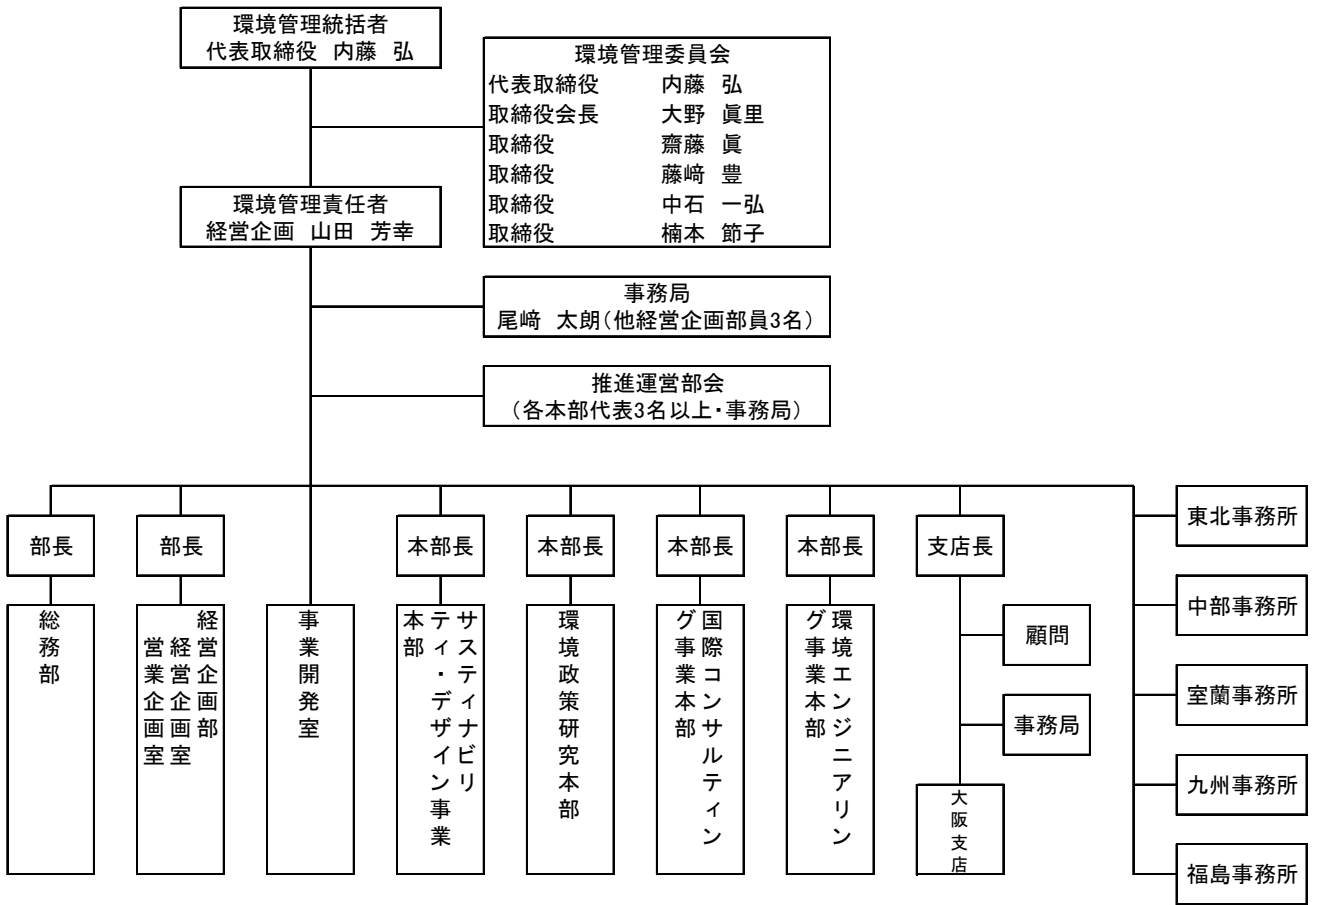 環境管理統括者
代表取締役 内藤 弘
環境管理委員会
代表取締役 内藤 弘
取締役会長 大野 眞里
取締役 齋藤 眞
取締役 藤﨑 豊
取締役 中石 一弘
取締役 楠本 節子
環境管理責任者
経営企画 山田 芳幸
事務局
尾﨑 太朗(他経営企画部員3名)
推進運営部会
(各本部代表3名以上・事務局)
部長
部長
本部長
本部長
本部長
本部長
支店長
総務部
経営企画部
経営企画室
営業企画室
事業開発室
サスティナビリ
ティ・デザイン事業
本部
環境政策研究本部
国際コンサルティン
グ事業本部
環境エンジニアリン
グ事業本部
顧問
事務局
大阪支店
東北事務所
中部事務所
室蘭事務所
九州事務所
福島事務所